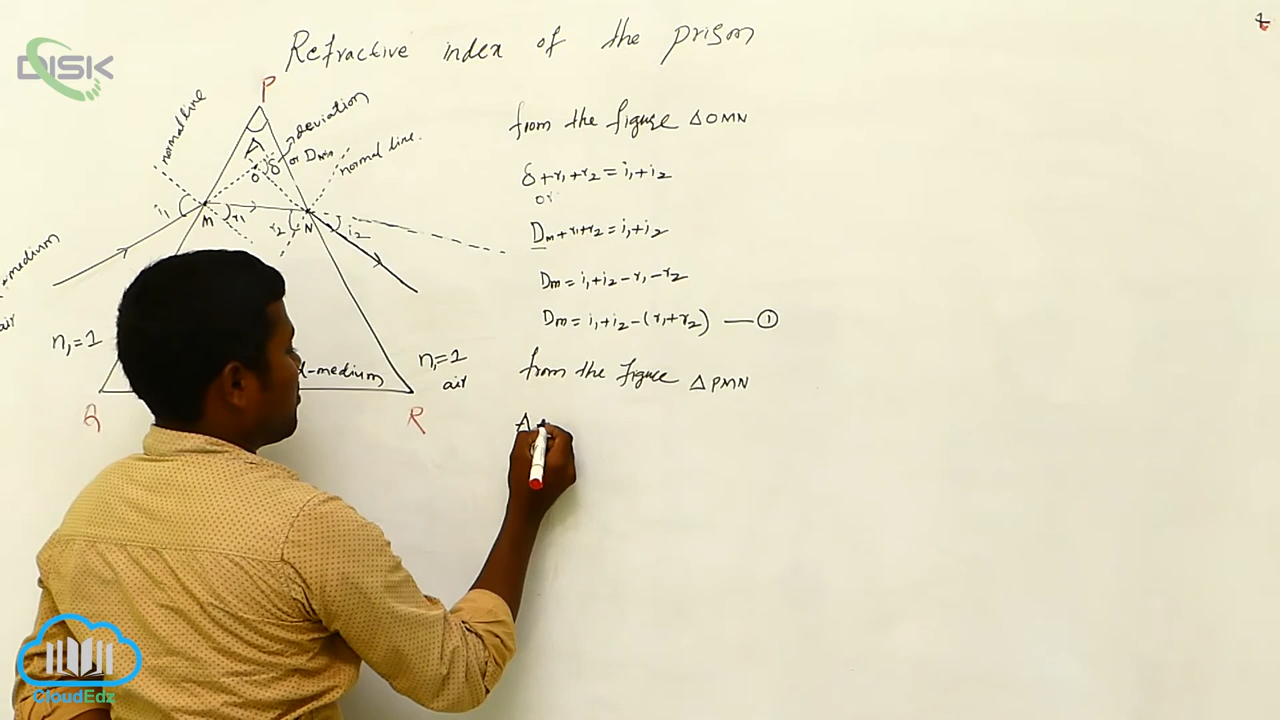 DISK
Refractive index of the prism
P
normal line
deviation
or Dmin
normal line.
A
O
δ
i₁
M
r₁
r₂
N
i₂
medium
air
n₁=1
d-medium
n₁=1
air
Q
R
from the figure ΔOMN
δ+r₁+r₂=i₁+i₂
or
Dm+r₁+r₂=i₁+i₂
Dm=i₁+i₂-r₁-r₂
Dm=i₁+i₂-(r₁+r₂) — ①
from the figure ΔPMN
A
CloudEdz